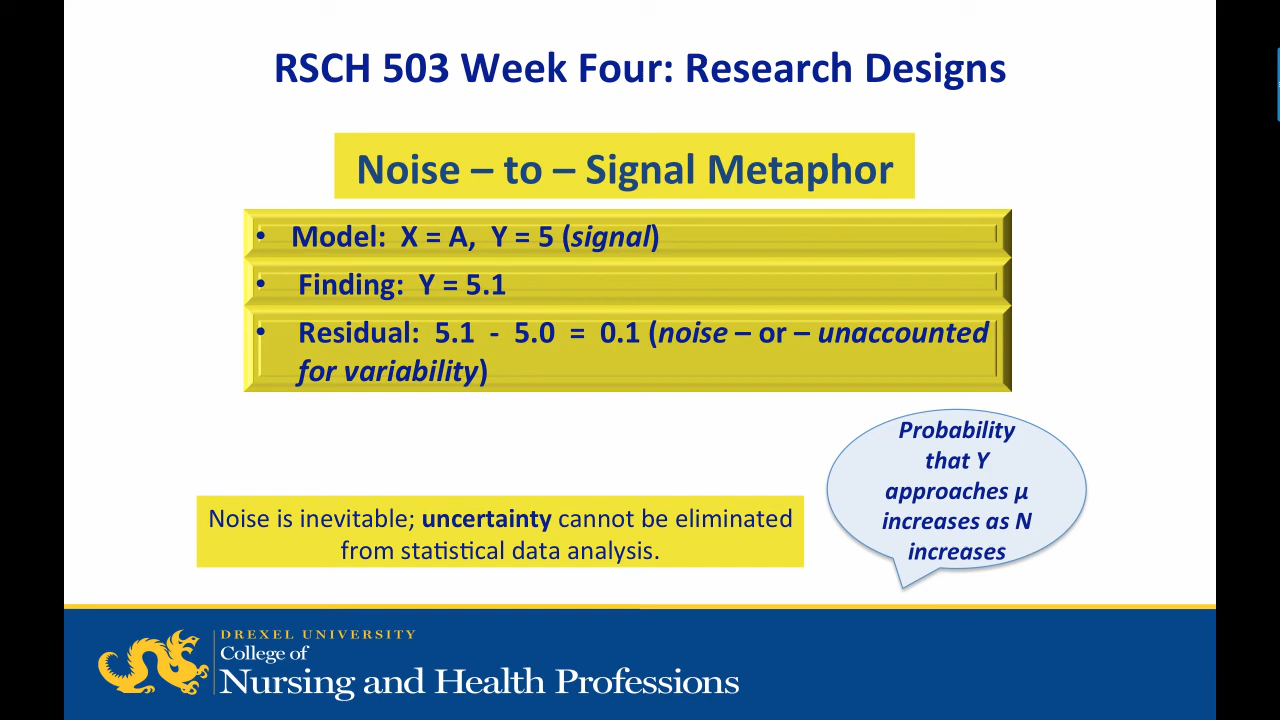 RSCH 503 Week Four: Research Designs
Noise – to – Signal Metaphor
• Model: X = A, Y = 5 (signal)
• Finding: Y = 5.1
• Residual: 5.1 - 5.0 = 0.1 (noise – or – unaccounted
for variability)
Probability
that Y
approaches μ
increases as N
increases
Noise is inevitable; uncertainty cannot be eliminated
from statistical data analysis.
DREXEL UNIVERSITY
College of
Nursing and Health Professions